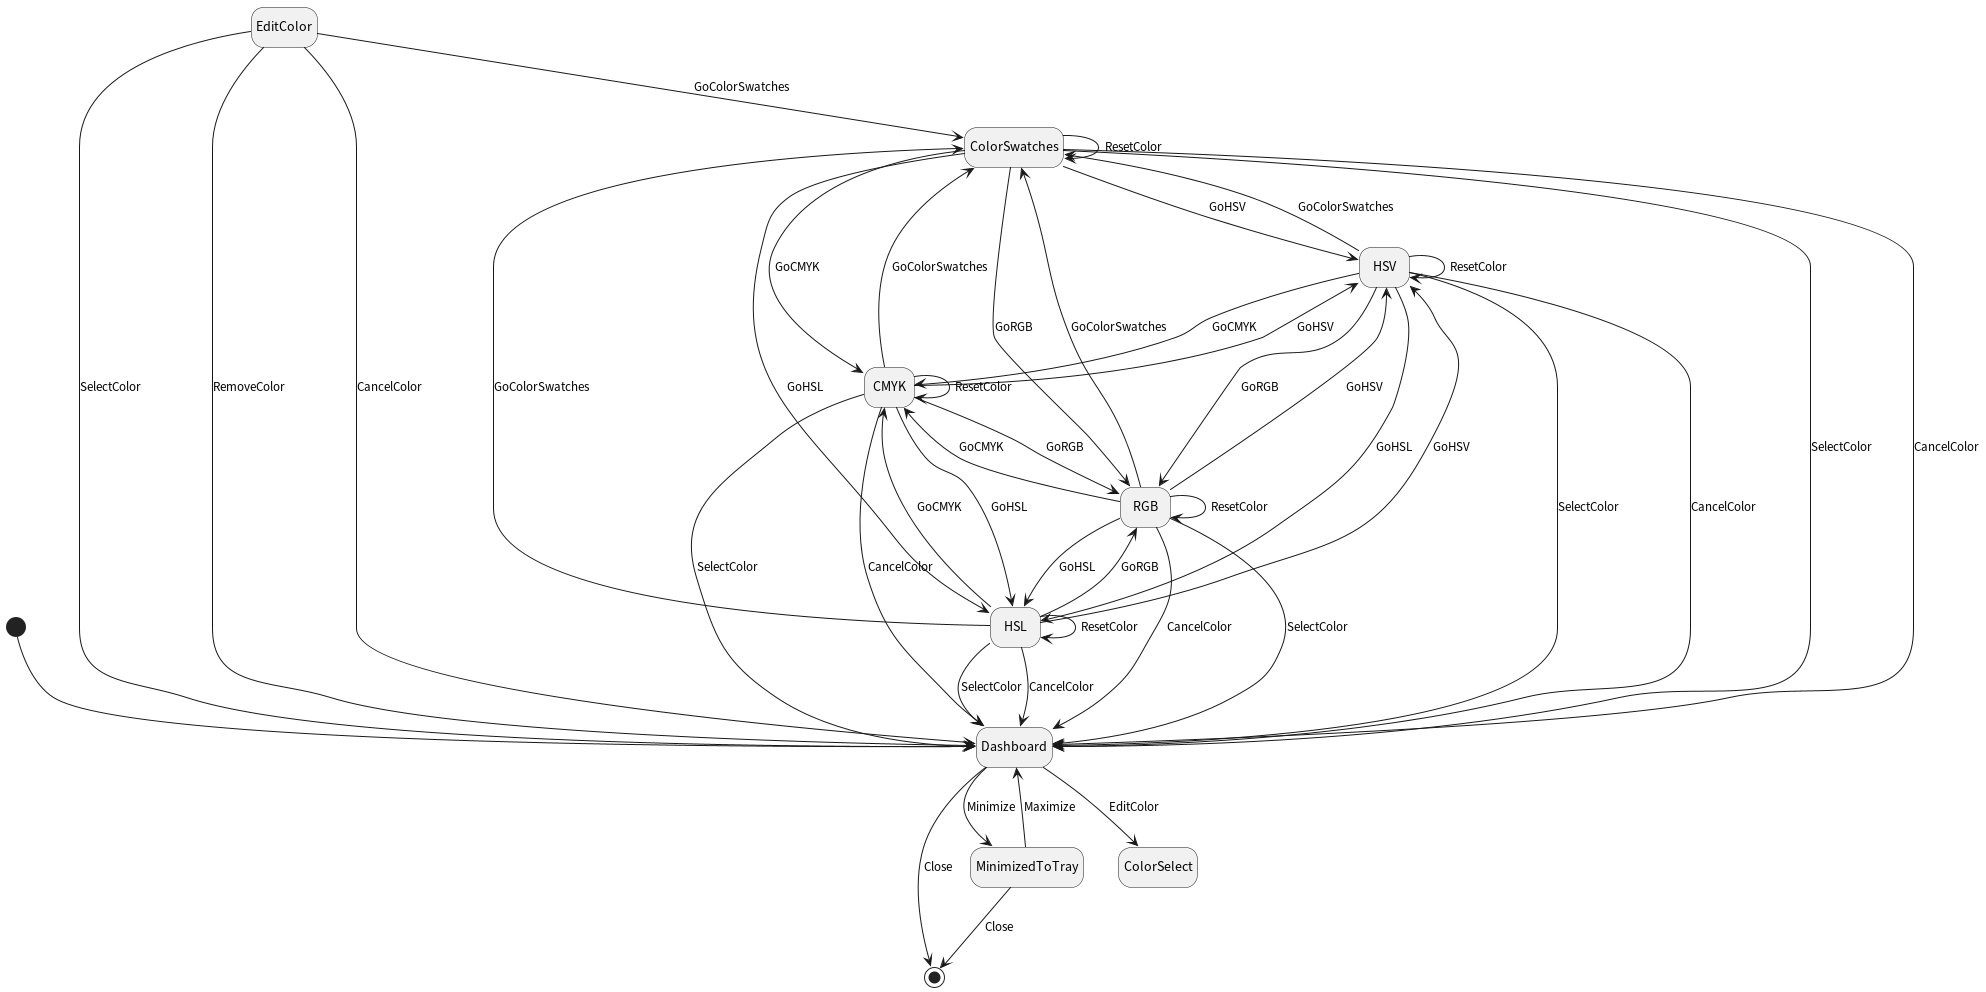 EditColor
GoColorSwatches
ColorSwatches
ResetColor
GoHSV
GoColorSwatches
GoCMYK
GoColorSwatches
HSV
ResetColor
GoRGB
GoColorSwatches
GoCMYK
GoHSV
SelectColor
RemoveColor
CancelColor
GoColorSwatches
GoHSL
CMYK
ResetColor
GoRGB
GoHSV
GoCMYK
GoRGB
GoHSL
GoHSV
SelectColor
CancelColor
GoCMYK
GoHSL
RGB
ResetColor
SelectColor
CancelColor
SelectColor
CancelColor
GoHSL
GoRGB
HSL
ResetColor
CancelColor
SelectColor
SelectColor
CancelColor
Dashboard
Minimize
Maximize
EditColor
Close
MinimizedToTray
ColorSelect
Close